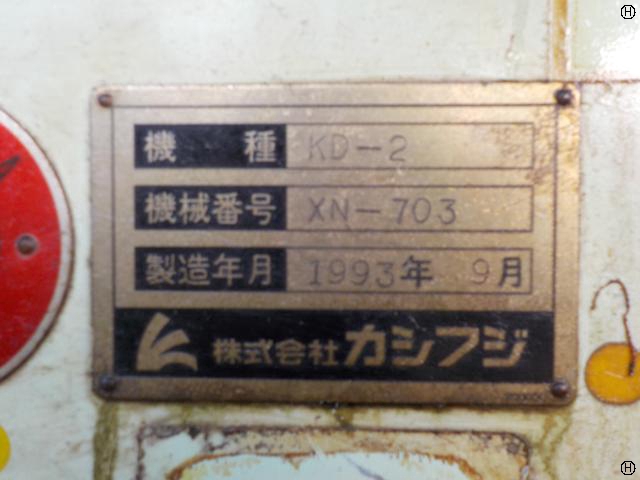 機種 KD-2
機械番号 XN-703
製造年月 1993年 9月
株式会社カシフジ